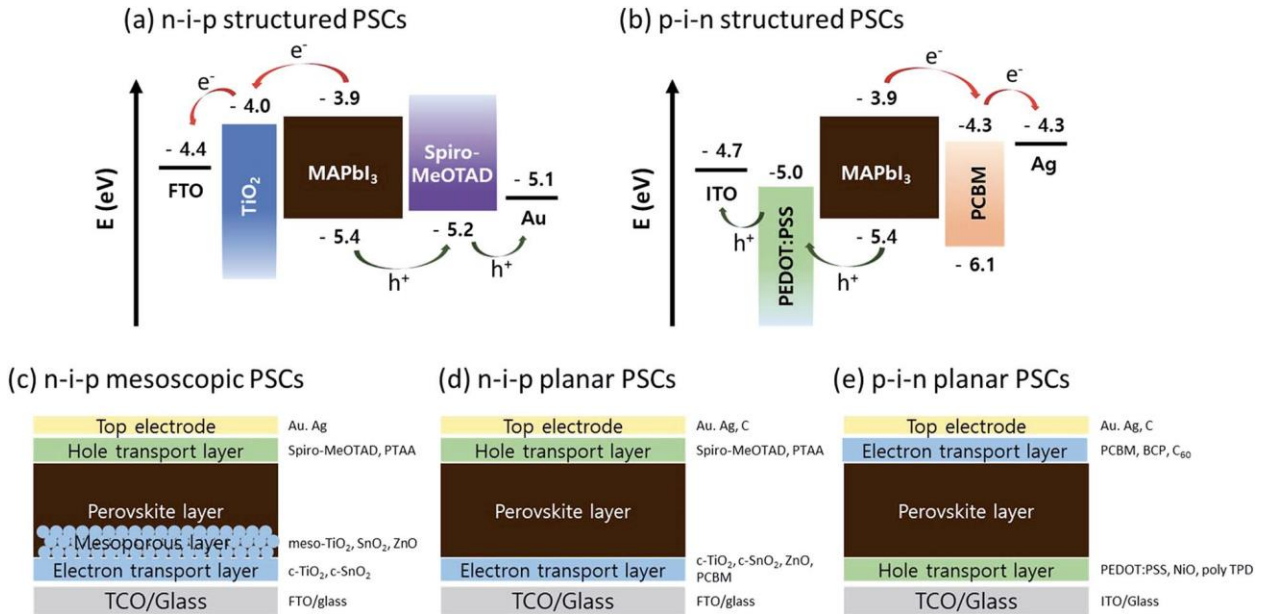 (a) n-i-p structured PSCs
e⁻
e⁻
- 4.0
- 3.9
- 4.4
FTO
TiO₂
MAPbI₃
Spiro-
MeOTAD
- 5.1
Au
- 5.4
- 5.2
h⁺
h⁺
E (eV)
(b) p-i-n structured PSCs
e⁻
e⁻
- 3.9
-4.3
- 4.3
Ag
- 4.7
ITO
-5.0
MAPbI₃
PCBM
PEDOT:PSS
h⁺
- 5.4
h⁺
- 6.1
E (eV)
(c) n-i-p mesoscopic PSCs
Top electrode
Au. Ag
Hole transport layer
Spiro-MeOTAD, PTAA
Perovskite layer
Mesoporous layer
meso-TiO₂, SnO₂, ZnO
Electron transport layer
c-TiO₂, c-SnO₂
TCO/Glass
FTO/glass
(d) n-i-p planar PSCs
Top electrode
Au. Ag, C
Hole transport layer
Spiro-MeOTAD, PTAA
Perovskite layer
Electron transport layer
c-TiO₂, c-SnO₂, ZnO,
PCBM
TCO/Glass
FTO/glass
(e) p-i-n planar PSCs
Top electrode
Au. Ag, C
Electron transport layer
PCBM, BCP, C₆₀
Perovskite layer
Hole transport layer
PEDOT:PSS, NiO, poly TPD
TCO/Glass
ITO/Glass